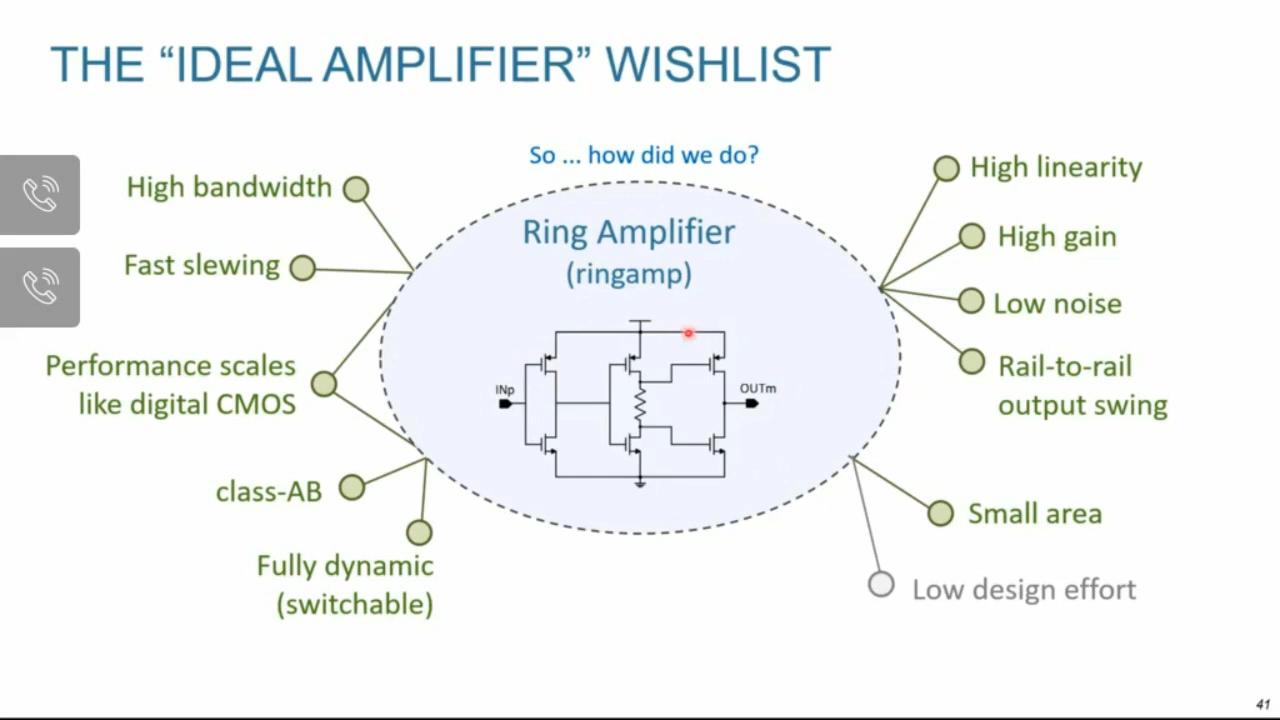 THE “IDEAL AMPLIFIER” WISHLIST
So ... how did we do?
High bandwidth
Fast slewing
Performance scales
like digital CMOS
class-AB
Fully dynamic
(switchable)
Ring Amplifier
(ringamp)
INp
OUTm
High linearity
High gain
Low noise
Rail-to-rail
output swing
Small area
Low design effort
41